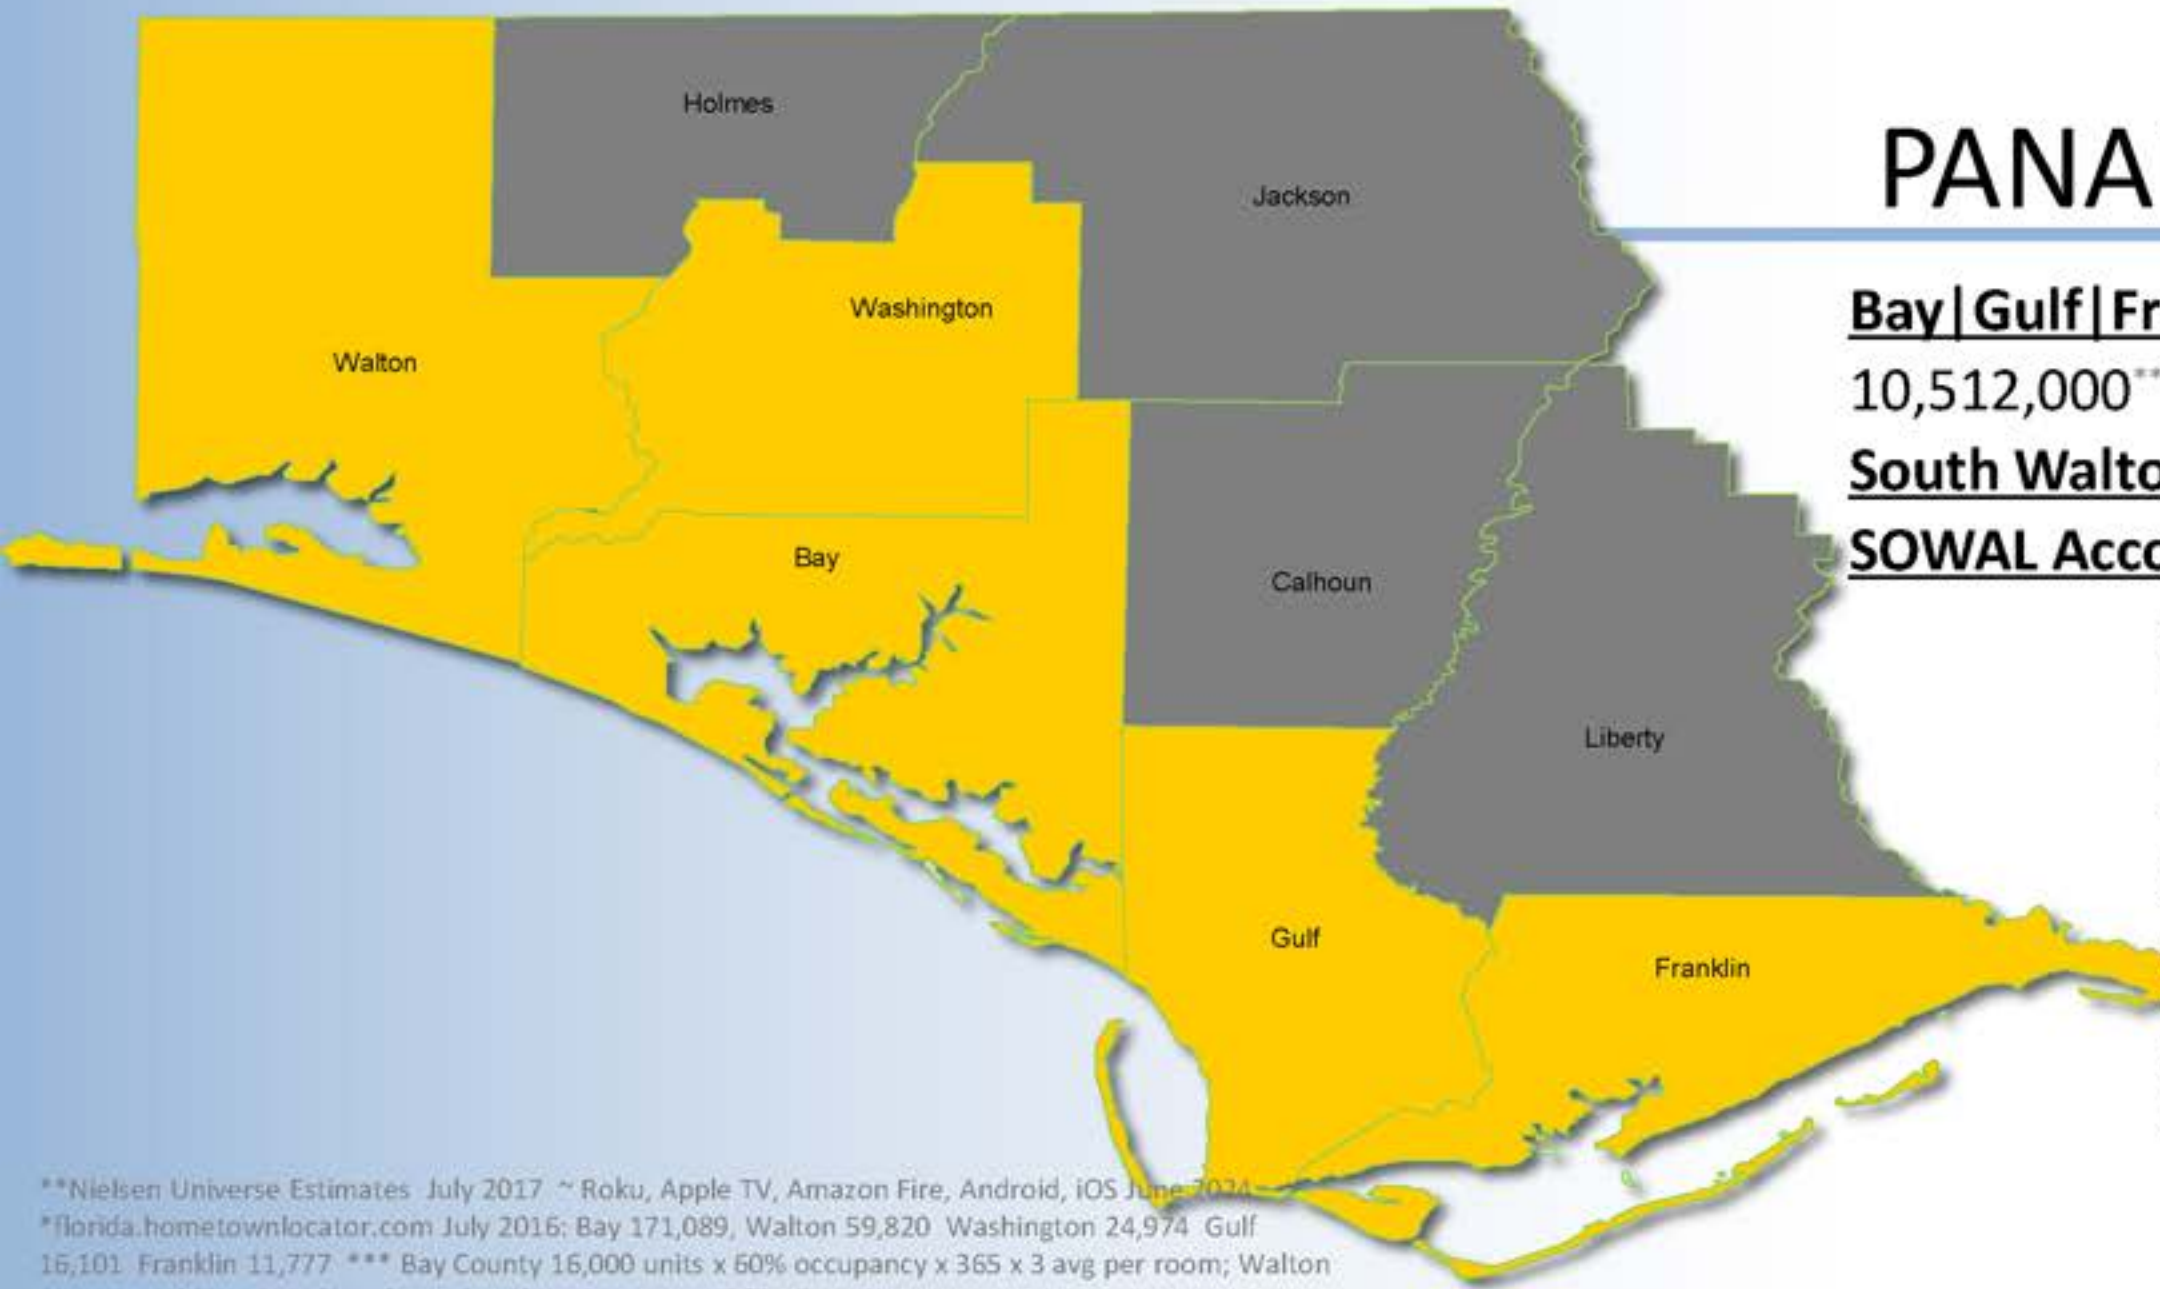 Holmes
Jackson
Washington
Walton
Bay
Calhoun
Liberty
Gulf
Franklin
PANA
Bay|Gulf|Fr
10,512,000**
South Walto
SOWAL Acco
**Nielsen Universe Estimates July 2017 ~ Roku, Apple TV, Amazon Fire, Android, iOS June 2024
*florida.hometownlocator.com July 2016: Bay 171,089, Walton 59,820 Washington 24,974 Gulf
16,101 Franklin 11,777 *** Bay County 16,000 units x 60% occupancy x 365 x 3 avg per room; Walton